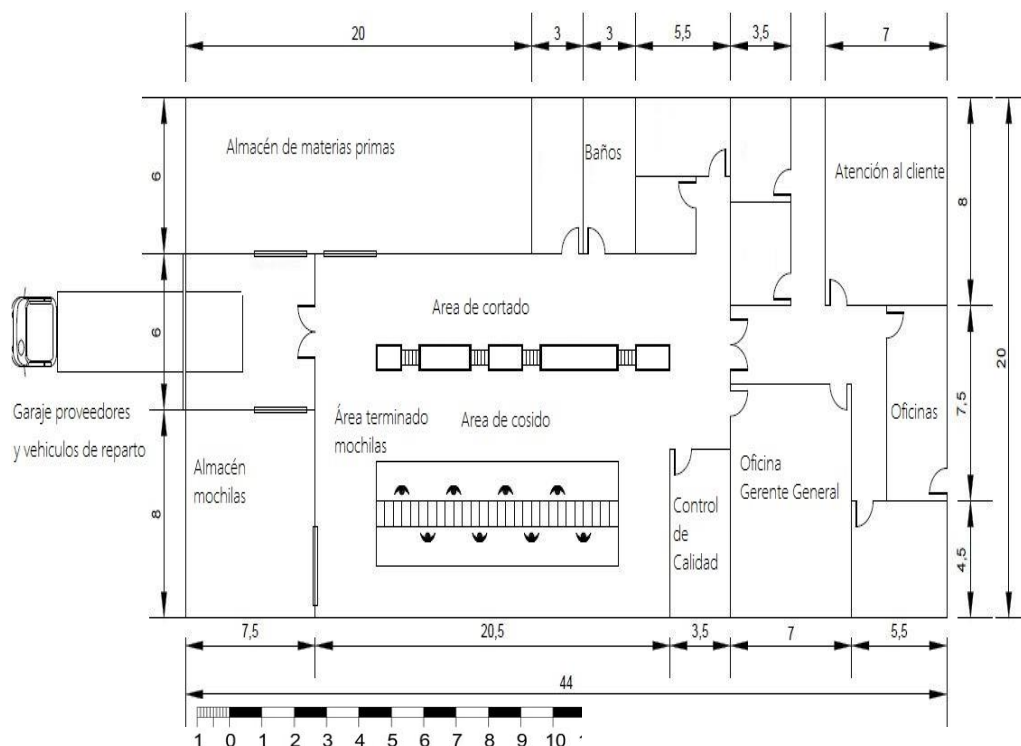 20
3
3
5,5
3,5
7
Almacén de materias primas
Baños
Atención al cliente
6
8
Area de cortado
6
20
Garaje proveedores
y vehiculos de reparto
Área terminado
mochilas
Area de cosido
Oficinas
7,5
Almacén
mochilas
Oficina
Gerente General
8
Control
de
Calidad
4,5
7,5
20,5
3,5
7
5,5
44
1 0 1 2 3 4 5 6 7 8 9 10